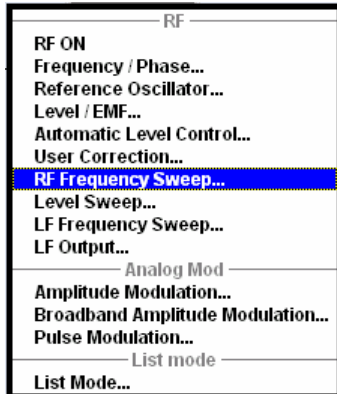 RF
RF ON
Frequency / Phase...
Reference Oscillator...
Level / EMF...
Automatic Level Control...
User Correction...
RF Frequency Sweep...
Level Sweep...
LF Frequency Sweep...
LF Output...
Analog Mod
Amplitude Modulation...
Broadband Amplitude Modulation...
Pulse Modulation...
List mode
List Mode...